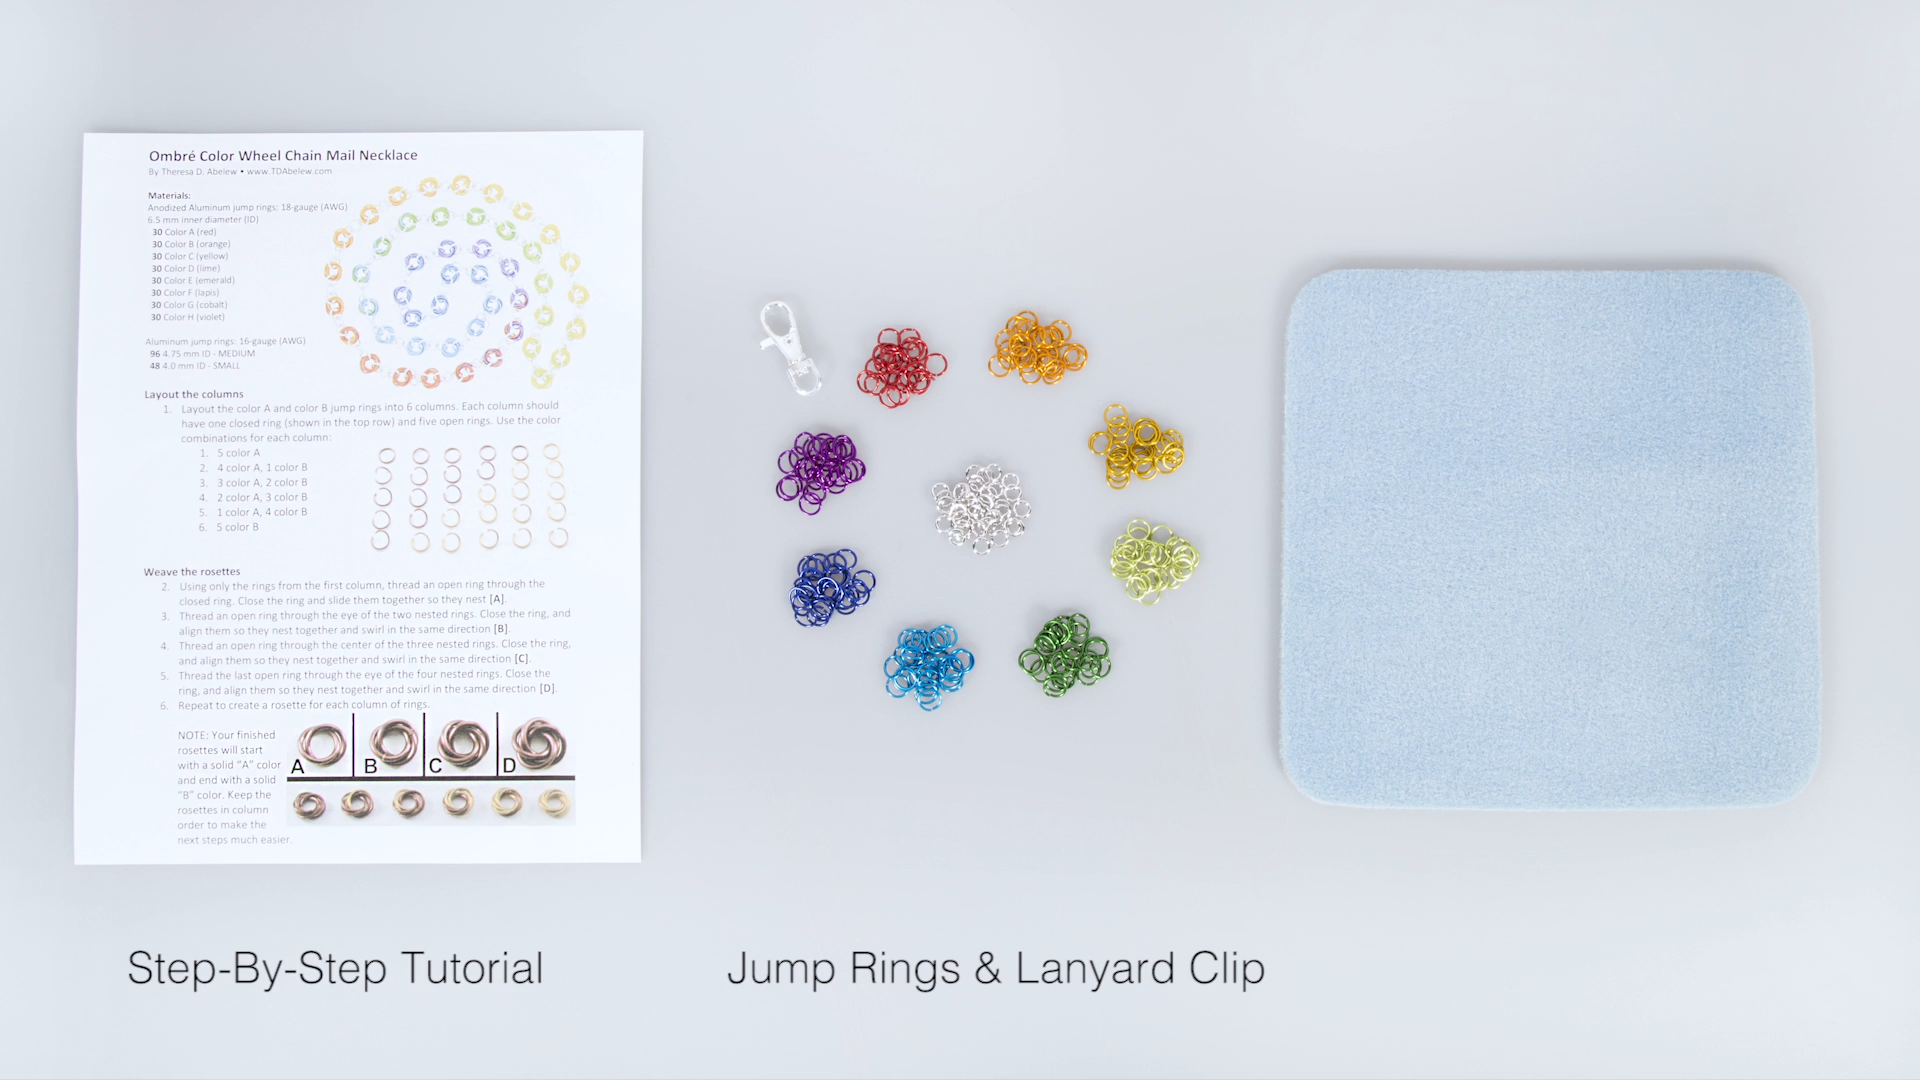 Ombré Color Wheel Chain Mail Necklace
By Theresa D. Abelew • www.TDAbelew.com
Materials:
Anodized Aluminum jump rings: 18-gauge (AWG)
6.5 mm inner diameter (ID)
30 Color A (red)
30 Color B (orange)
30 Color C (yellow)
30 Color D (lime)
30 Color E (emerald)
30 Color F (lapis)
30 Color G (cobalt)
30 Color H (violet)
Aluminum jump rings: 16-gauge (AWG)
96 4.75 mm ID - MEDIUM
48 4.0 mm ID - SMALL
Layout the columns
1. Layout the color A and color B jump rings into 6 columns. Each column should
have one closed ring (shown in the top row) and five open rings. Use the color
combinations for each column:
1. 5 color A
2. 4 color A, 1 color B
3. 3 color A, 2 color B
4. 2 color A, 3 color B
5. 1 color A, 4 color B
6. 5 color B
Weave the rosettes
2. Using only the rings from the first column, thread an open ring through the
closed ring. Close the ring and slide them together so they nest [A].
3. Thread an open ring through the eye of the two nested rings. Close the ring, and
align them so they nest together and swirl in the same direction [B].
4. Thread an open ring through the center of the three nested rings. Close the ring,
and align them so they nest together and swirl in the same direction [C].
5. Thread the last open ring through the eye of the four nested rings. Close the
ring, and align them so they nest together and swirl in the same direction [D].
6. Repeat to create a rosette for each column of rings.
NOTE: Your finished
rosettes will start
with a solid "A" color
and end with a solid
"B" color. Keep the
rosettes in column
order to make the
next steps much easier.
A B C D
Step-By-Step Tutorial
Jump Rings & Lanyard Clip